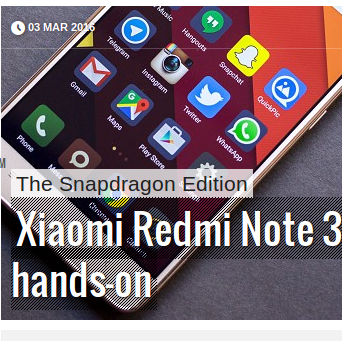 03 MAR 2016
Music
Hangouts
Telegram
Snapchat
Instagram
QuickPic
Gmail
Twitter
Maps
WhatsApp
Play Store
Phone
The Snapdragon Edition
Xiaomi Redmi Note 3
hands-on